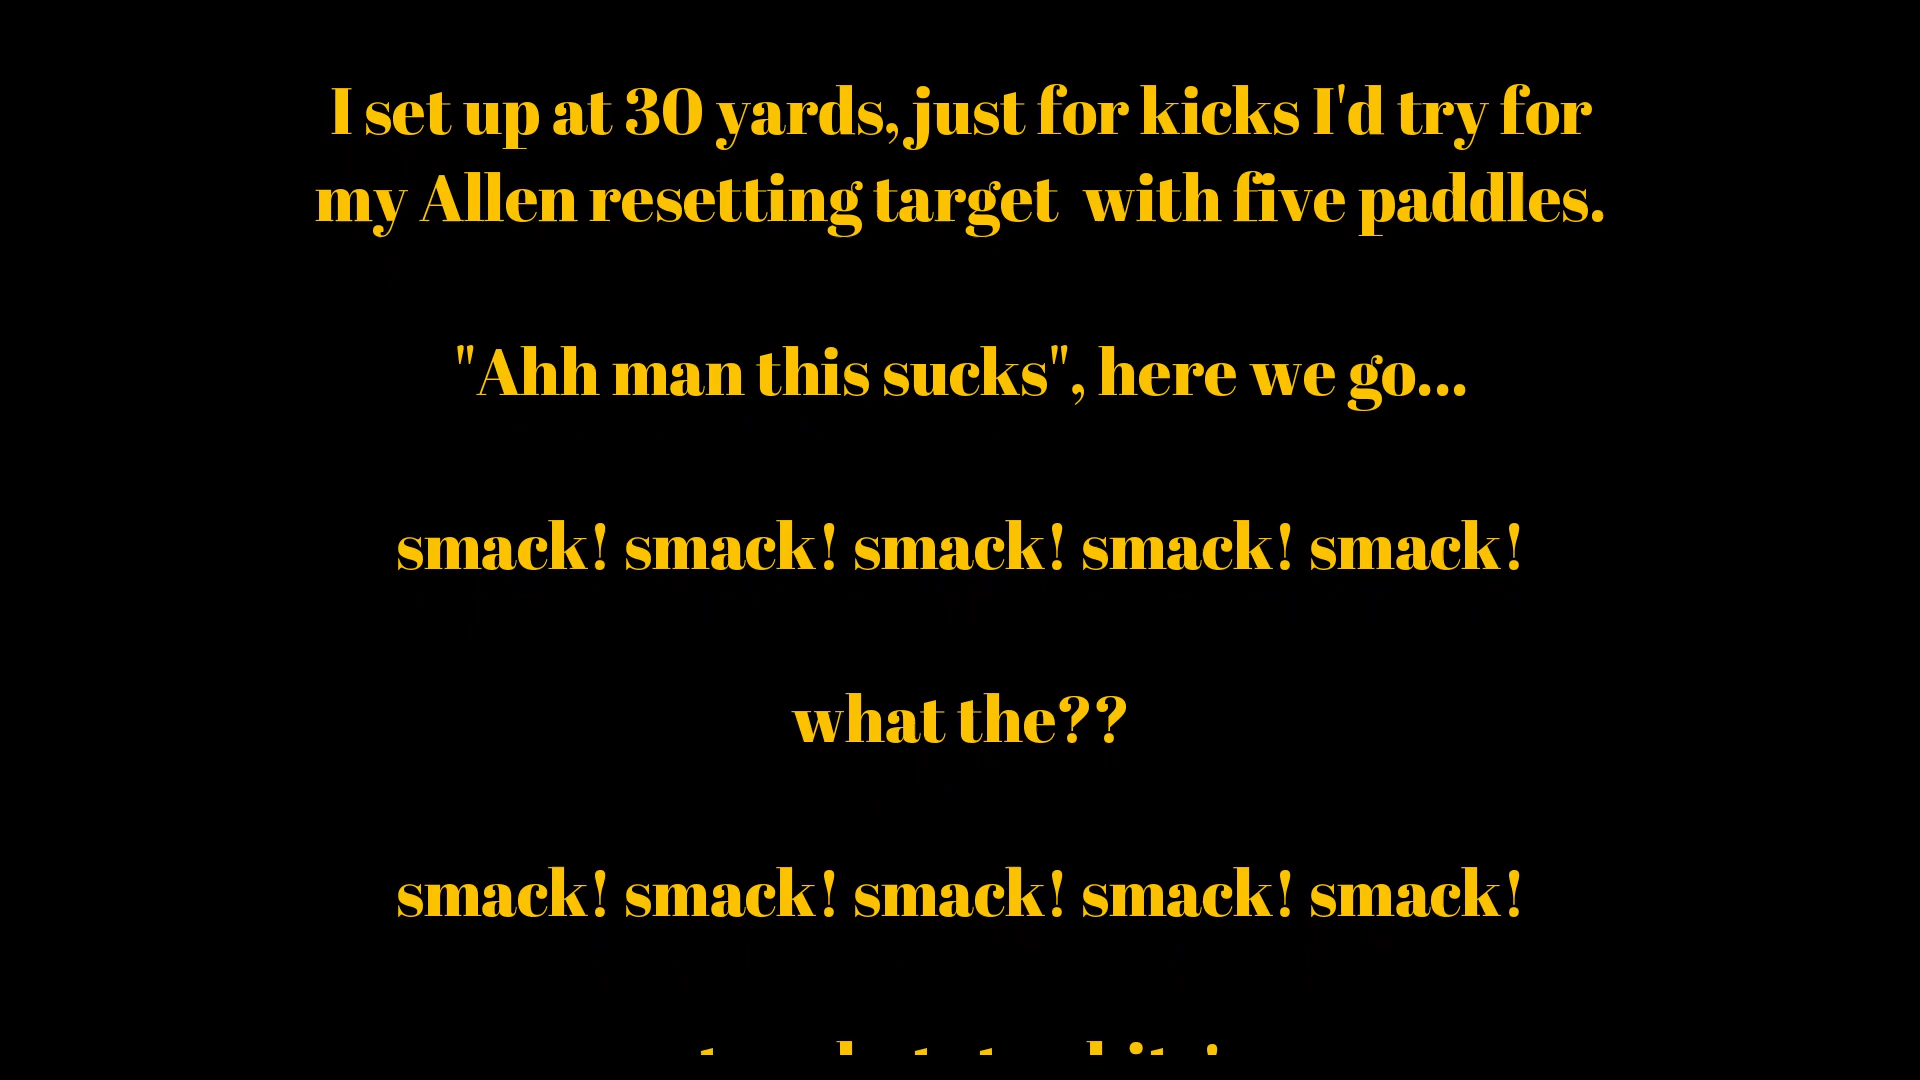 I set up at 30 yards, just for kicks I'd try for
my Allen resetting target  with five paddles.
"Ahh man this sucks", here we go...
smack! smack! smack! smack! smack!
what the??
smack! smack! smack! smack! smack!